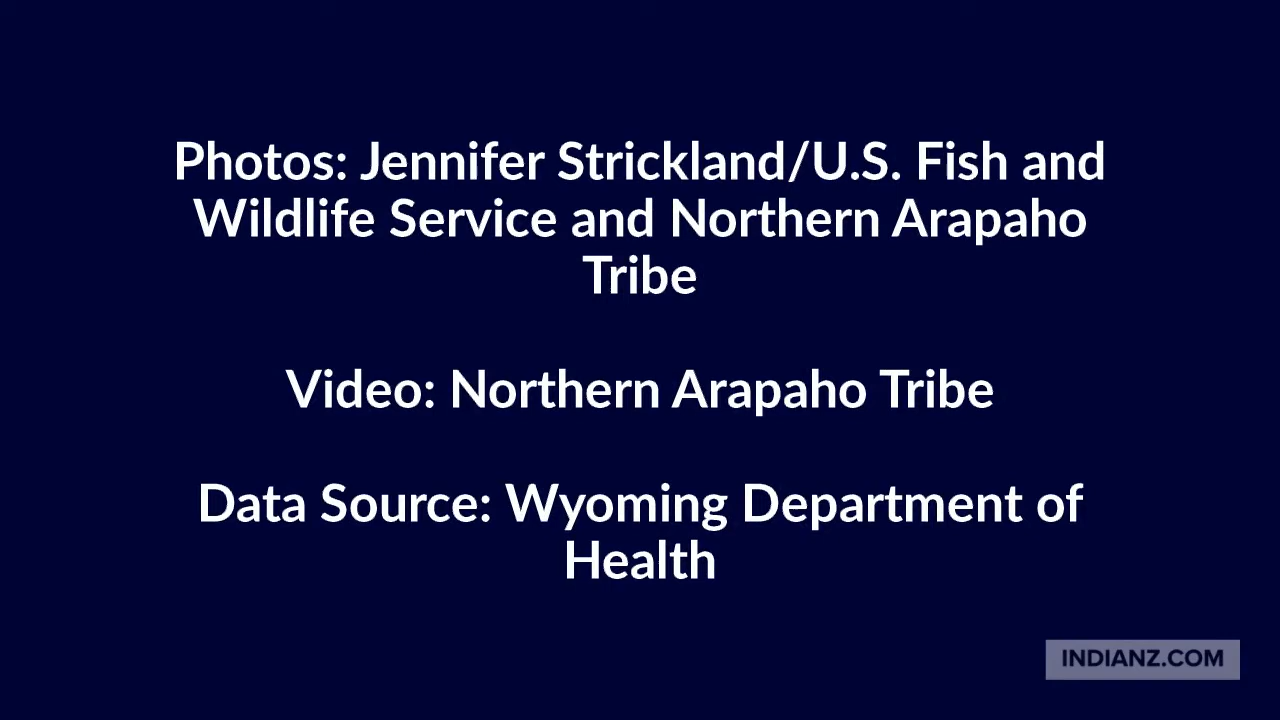 Photos: Jennifer Strickland/U.S. Fish and
Wildlife Service and Northern Arapaho
Tribe
Video: Northern Arapaho Tribe
Data Source: Wyoming Department of
Health
INDIANZ.COM